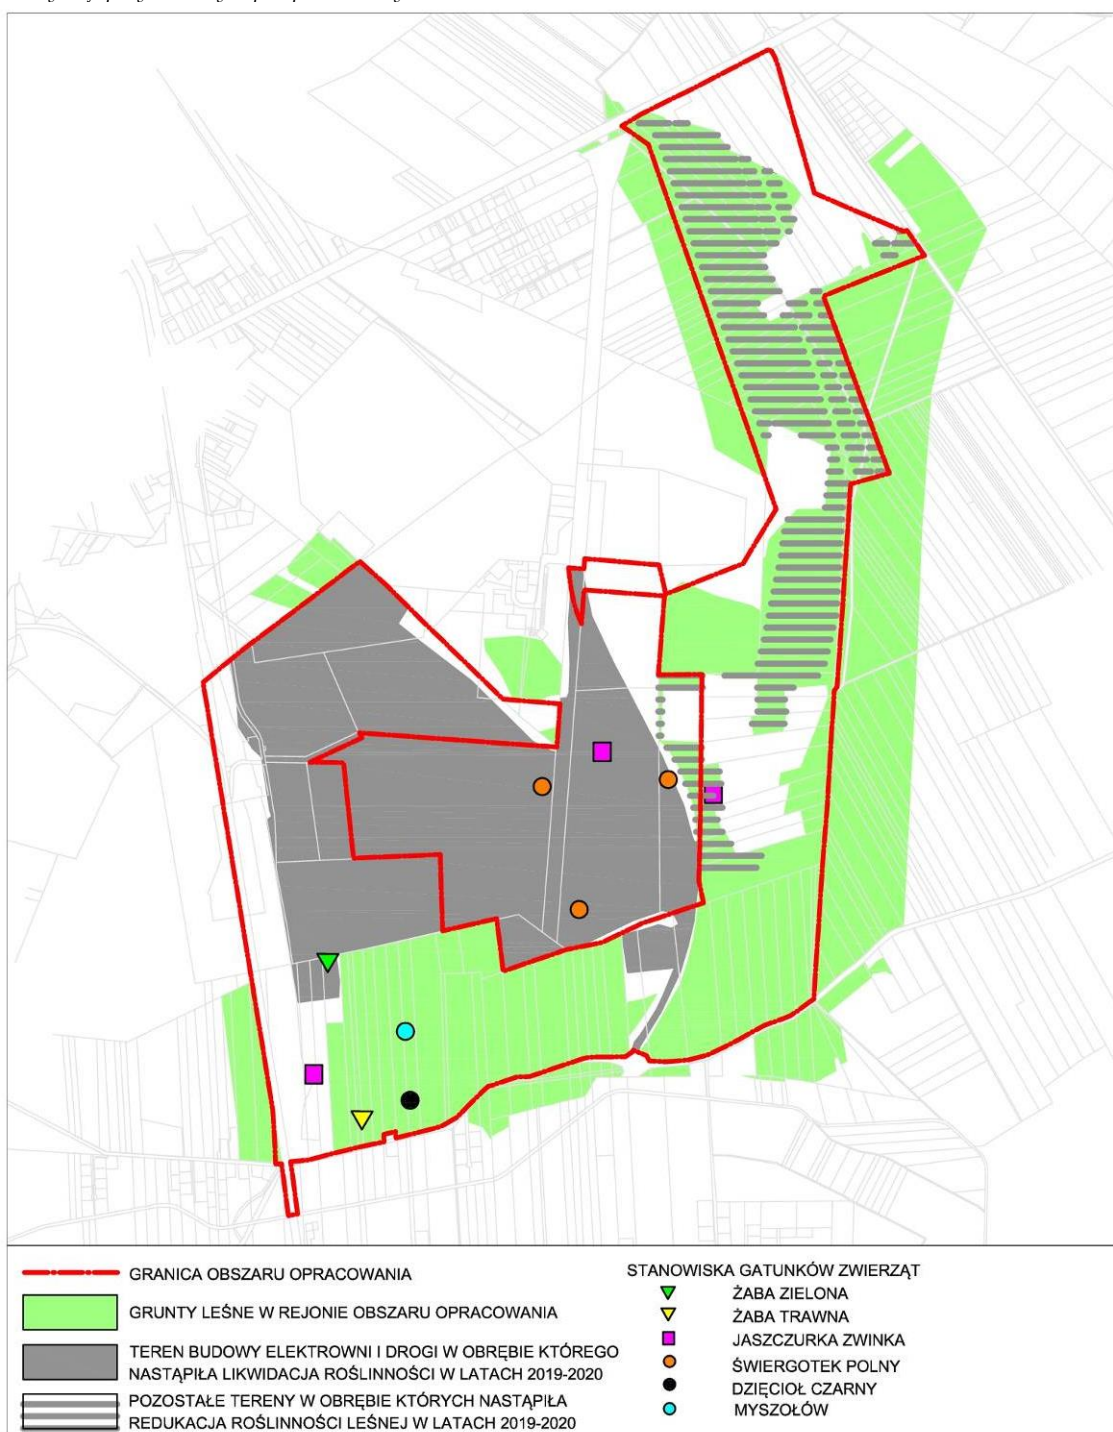 GRANICA OBSZARU OPRACOWANIA
GRUNTY LEŚNE W REJONIE OBSZARU OPRACOWANIA
TEREN BUDOWY ELEKTROWNI I DROGI W OBRĘBIE KTÓREGO
NASTĄPIŁA LIKWIDACJA ROŚLINNOŚCI W LATACH 2019-2020
POZOSTAŁE TERENY W OBRĘBIE KTÓRYCH NASTĄPIŁA
REDUKACJA ROŚLINNOŚCI LEŚNEJ W LATACH 2019-2020
STANOWISKA GATUNKÓW ZWIERZĄT
ŻABA ZIELONA
ŻABA TRAWNA
JASZCZURKA ZWINKA
ŚWIERGOTEK POLNY
DZIĘCIOŁ CZARNY
MYSZOŁÓW